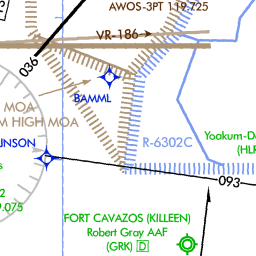 AWOS-3PT 119.725
VR-186
036
BAMML
MOA
HIGH MOA
R-6302C
Yoakum-D
(HLR
NSON
s
093
2
9.075
FORT CAVAZOS (KILLEEN)
Robert Gray AAF
(GRK) D